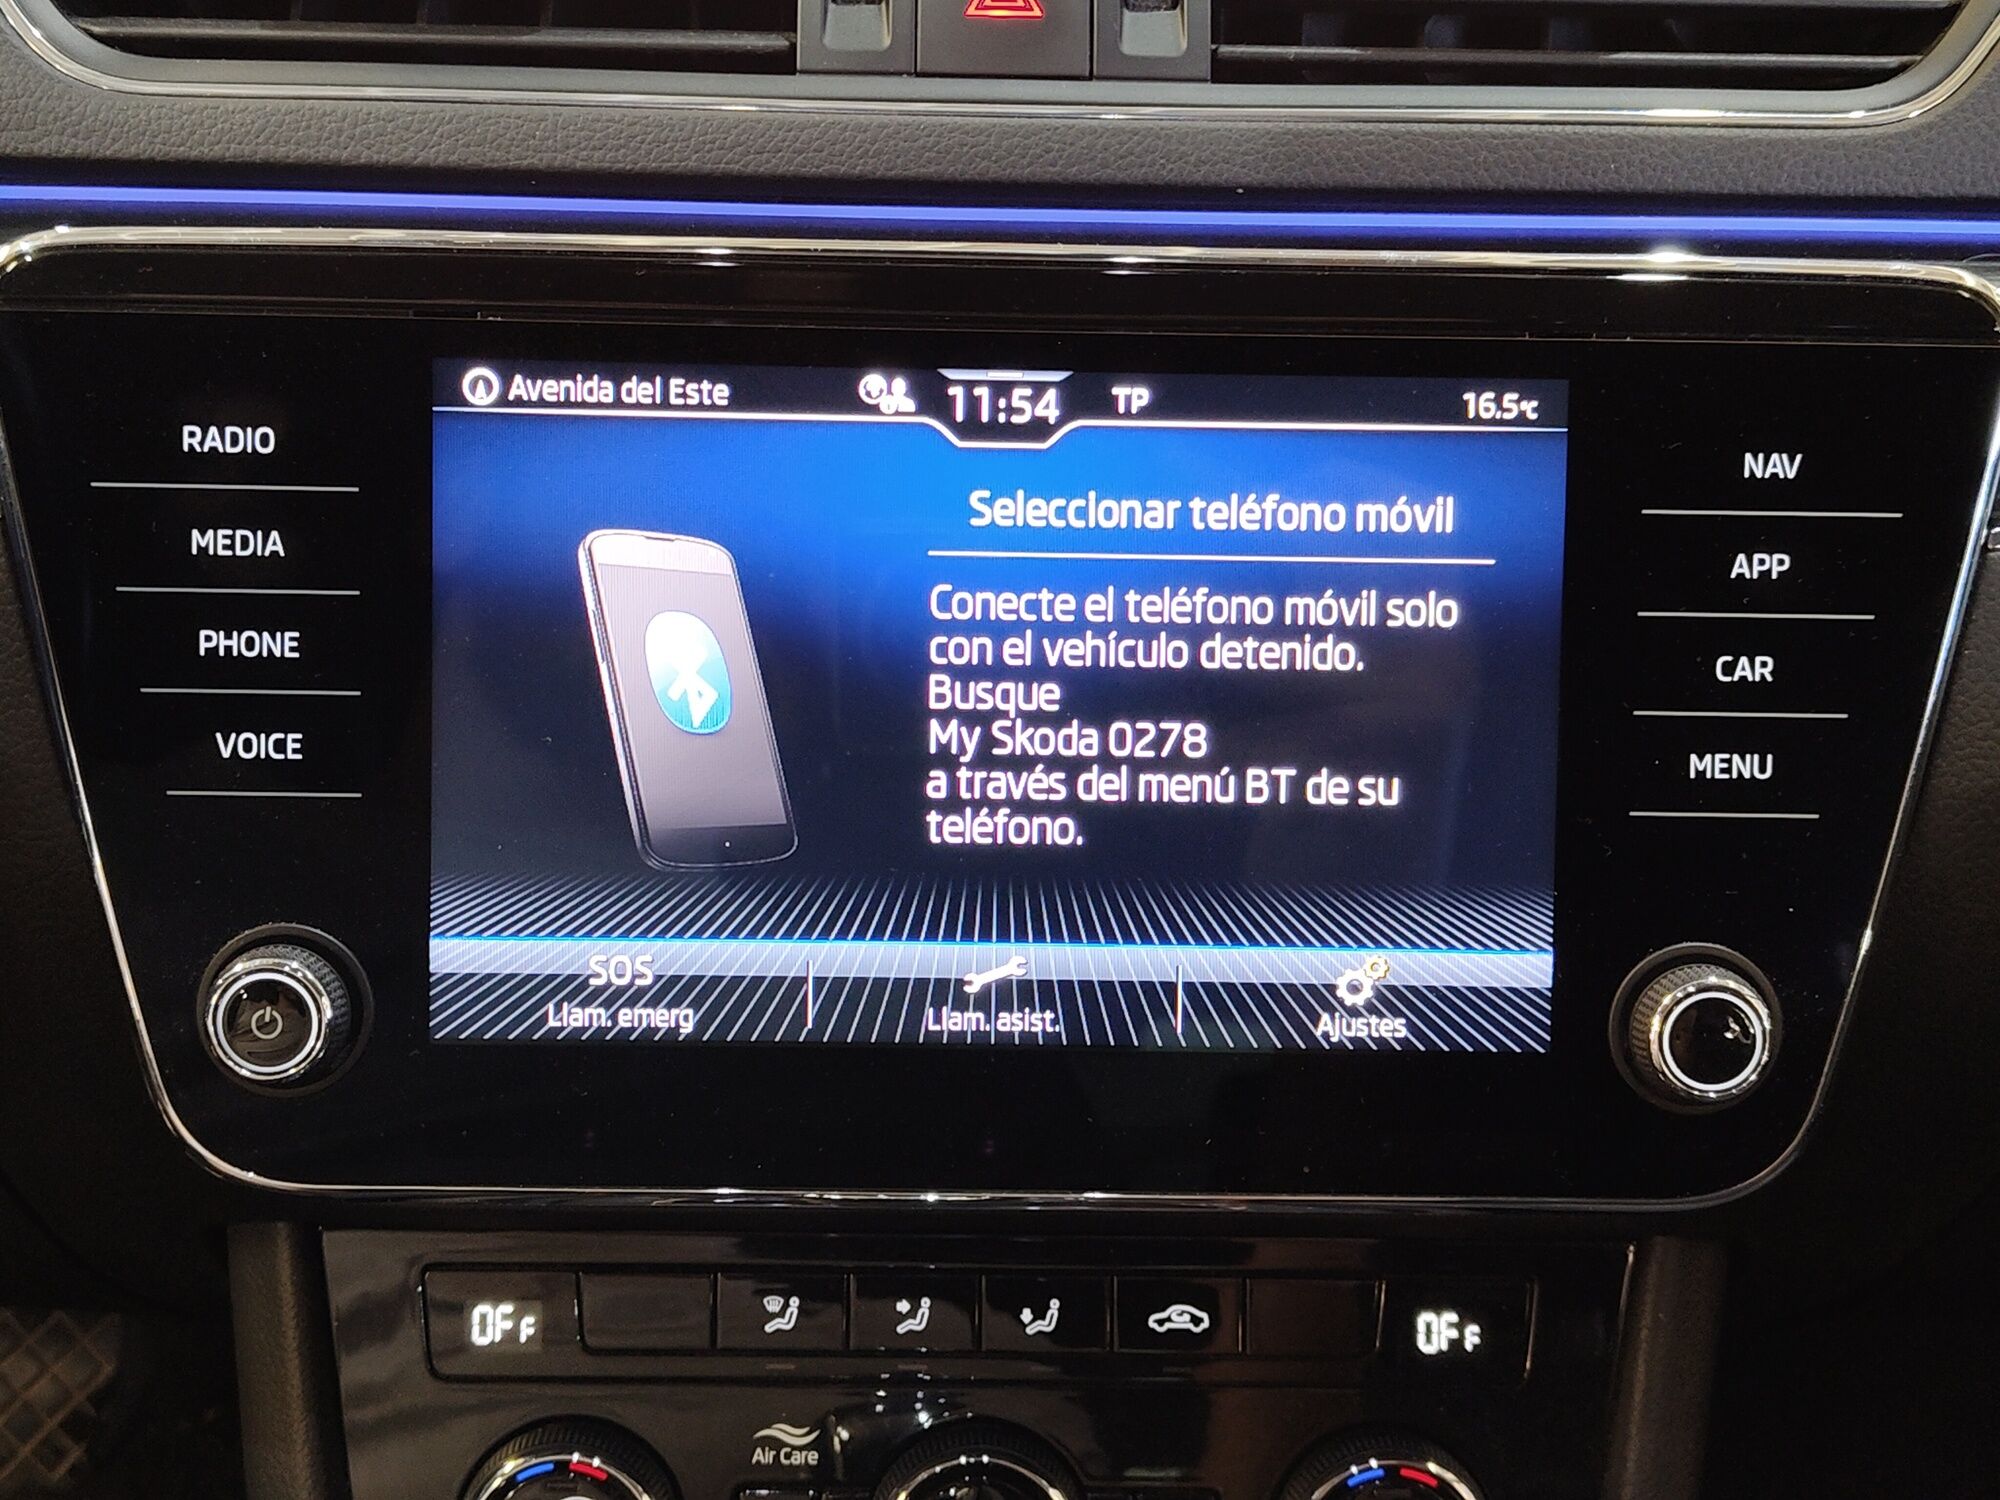 Avenida del Este
11:54
TP
16.5°C
RADIO
MEDIA
PHONE
VOICE
Seleccionar teléfono móvil
Conecte el teléfono móvil solo
con el vehículo detenido.
Busque
My Skoda 0278
a través del menú BT de su
teléfono.
SOS
Llam. emerg
Llam. asist.
Ajustes
NAV
APP
CAR
MENU
OFF
OFF
Air Care